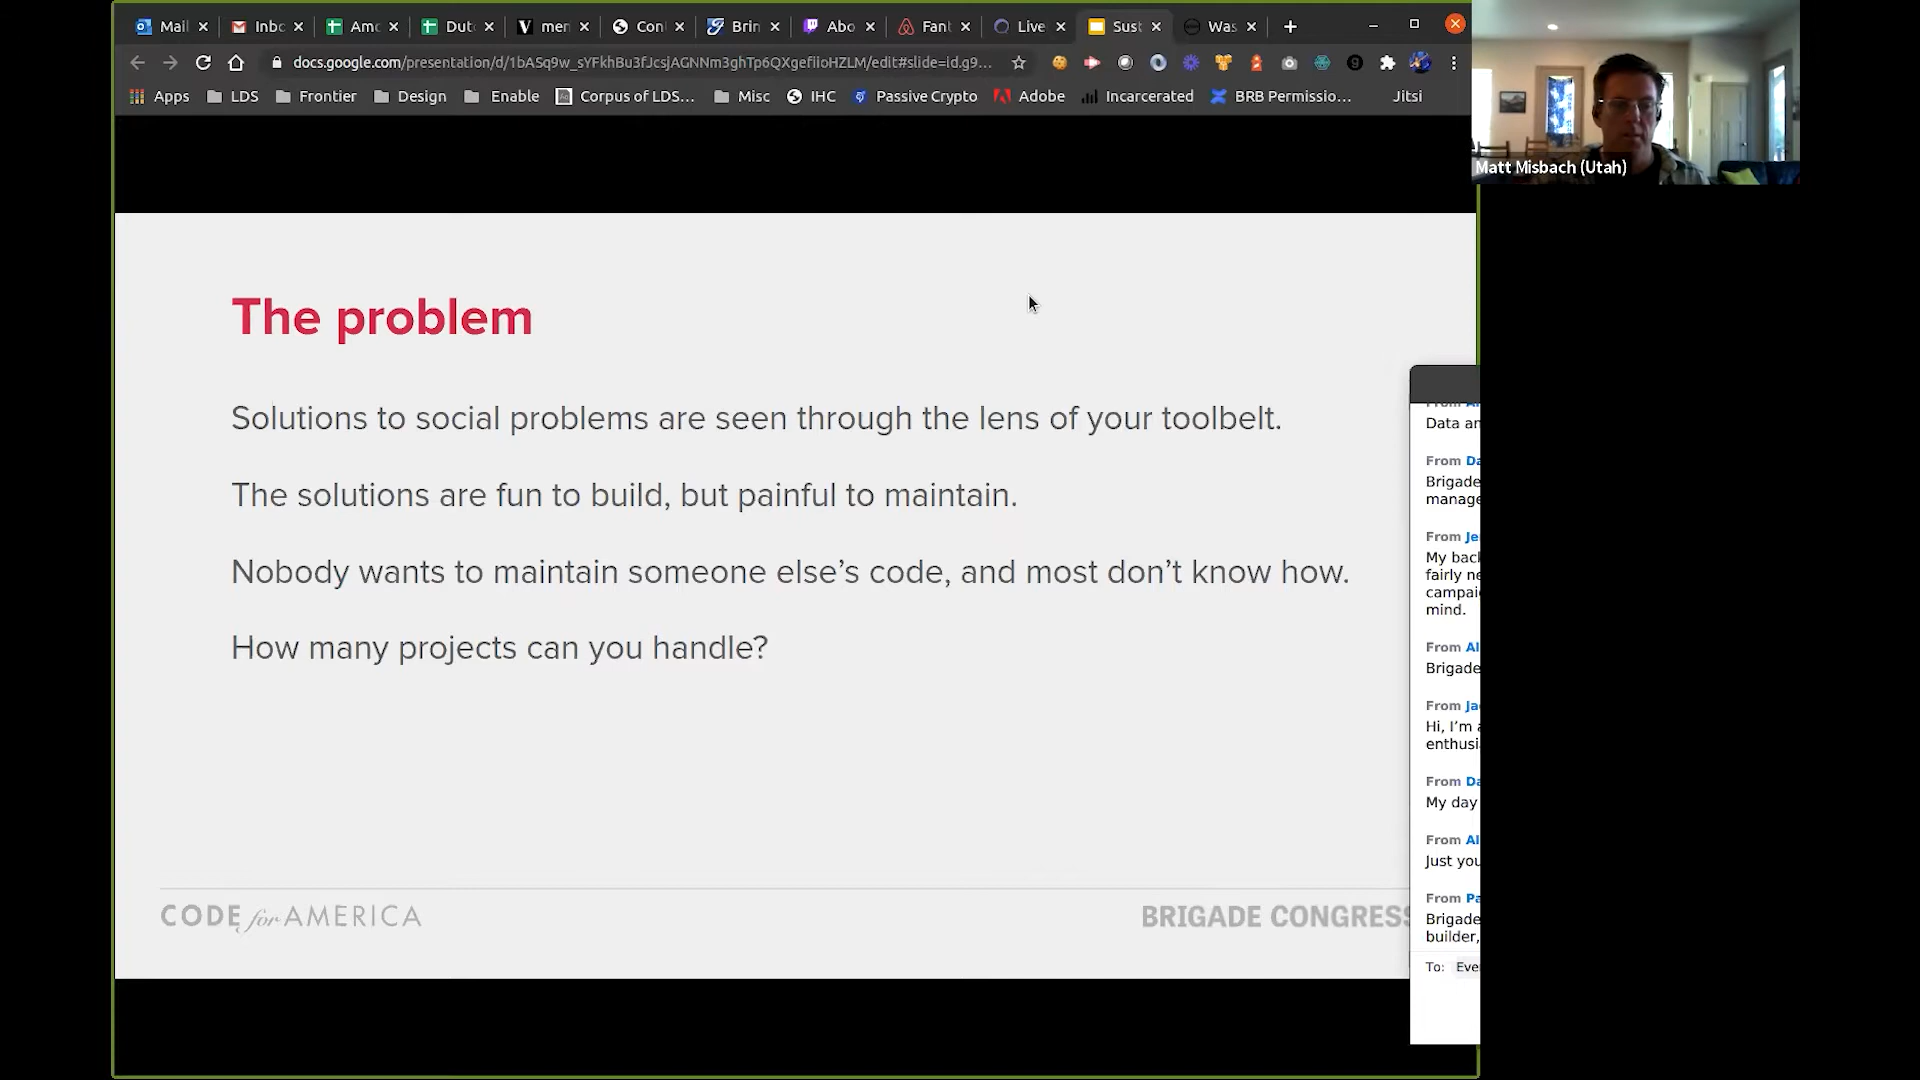 Mail
Inbc
Amc
Dut
men
Con
Brin
Abo
Fant
Live
Sust
Was
docs.google.com/presentation/d/1bASq9w_sYFkhBu3fJcsjAGNNm3ghTp6QXgefiioHZLM/edit#slide=id.g9...
Apps
LDS
Frontier
Design
Enable
Corpus of LDS...
Misc
IHC
Passive Crypto
Adobe
Incarcerated
BRB Permissio...
Jitsi
Matt Misbach (Utah)
The problem
Solutions to social problems are seen through the lens of your toolbelt.
The solutions are fun to build, but painful to maintain.
Nobody wants to maintain someone else's code, and most don't know how.
How many projects can you handle?
CODE for AMERICA
BRIGADE CONGRESS
Data an
From Da
Brigade
manage
From Je
My back
fairly ne
campai
mind.
From Al
Brigade
From Ja
Hi, I'm a
enthusi
From Da
My day
From Al
Just you
From Pa
Brigade
builder,
To: Eve